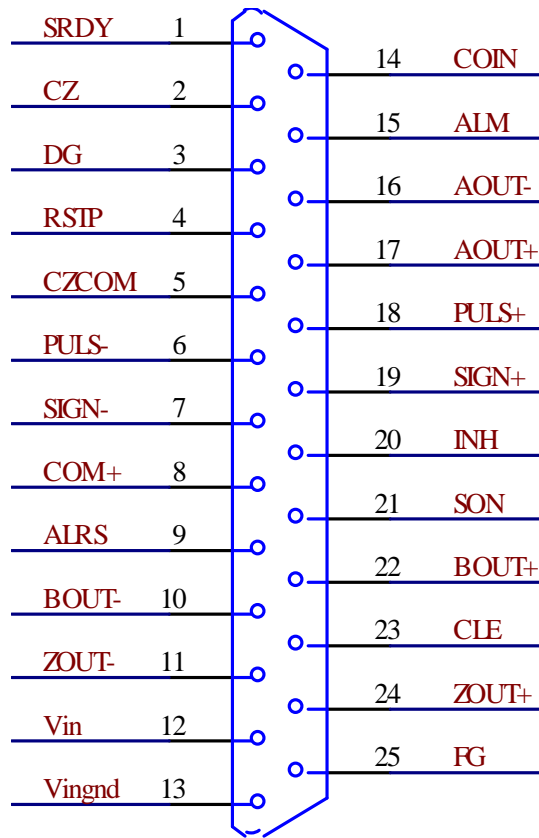 SRDY 1
CZ 2
DG 3
RSTP 4
CZCOM 5
PULS- 6
SIGN- 7
COM+ 8
ALRS 9
BOUT- 10
ZOUT- 11
Vin 12
Vingnd 13
14 COIN
15 ALM
16 AOUT-
17 AOUT+
18 PULS+
19 SIGN+
20 INH
21 SON
22 BOUT+
23 CLE
24 ZOUT+
25 FG